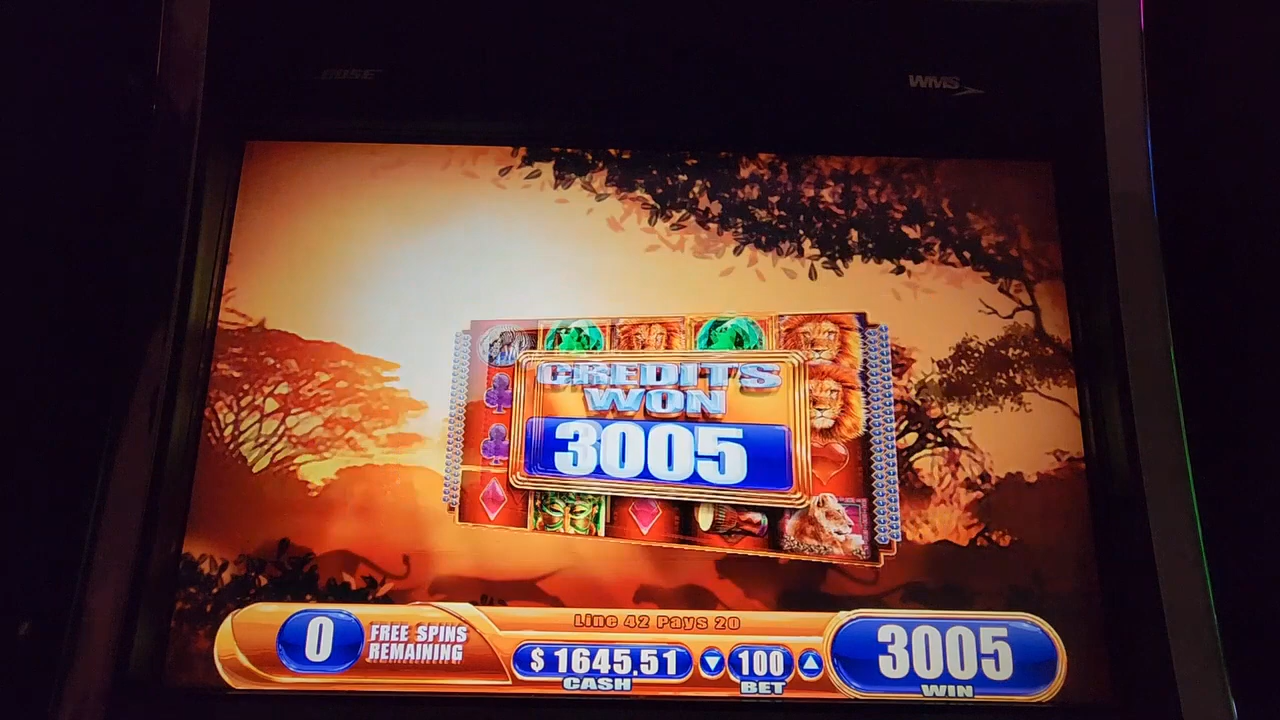 BOSE
WMS
CREDITS
WON
3005
0
FREE SPINS
REMAINING
Line 42 Pays 20
$ 1645.51
CASH
100
BET
3005
WIN